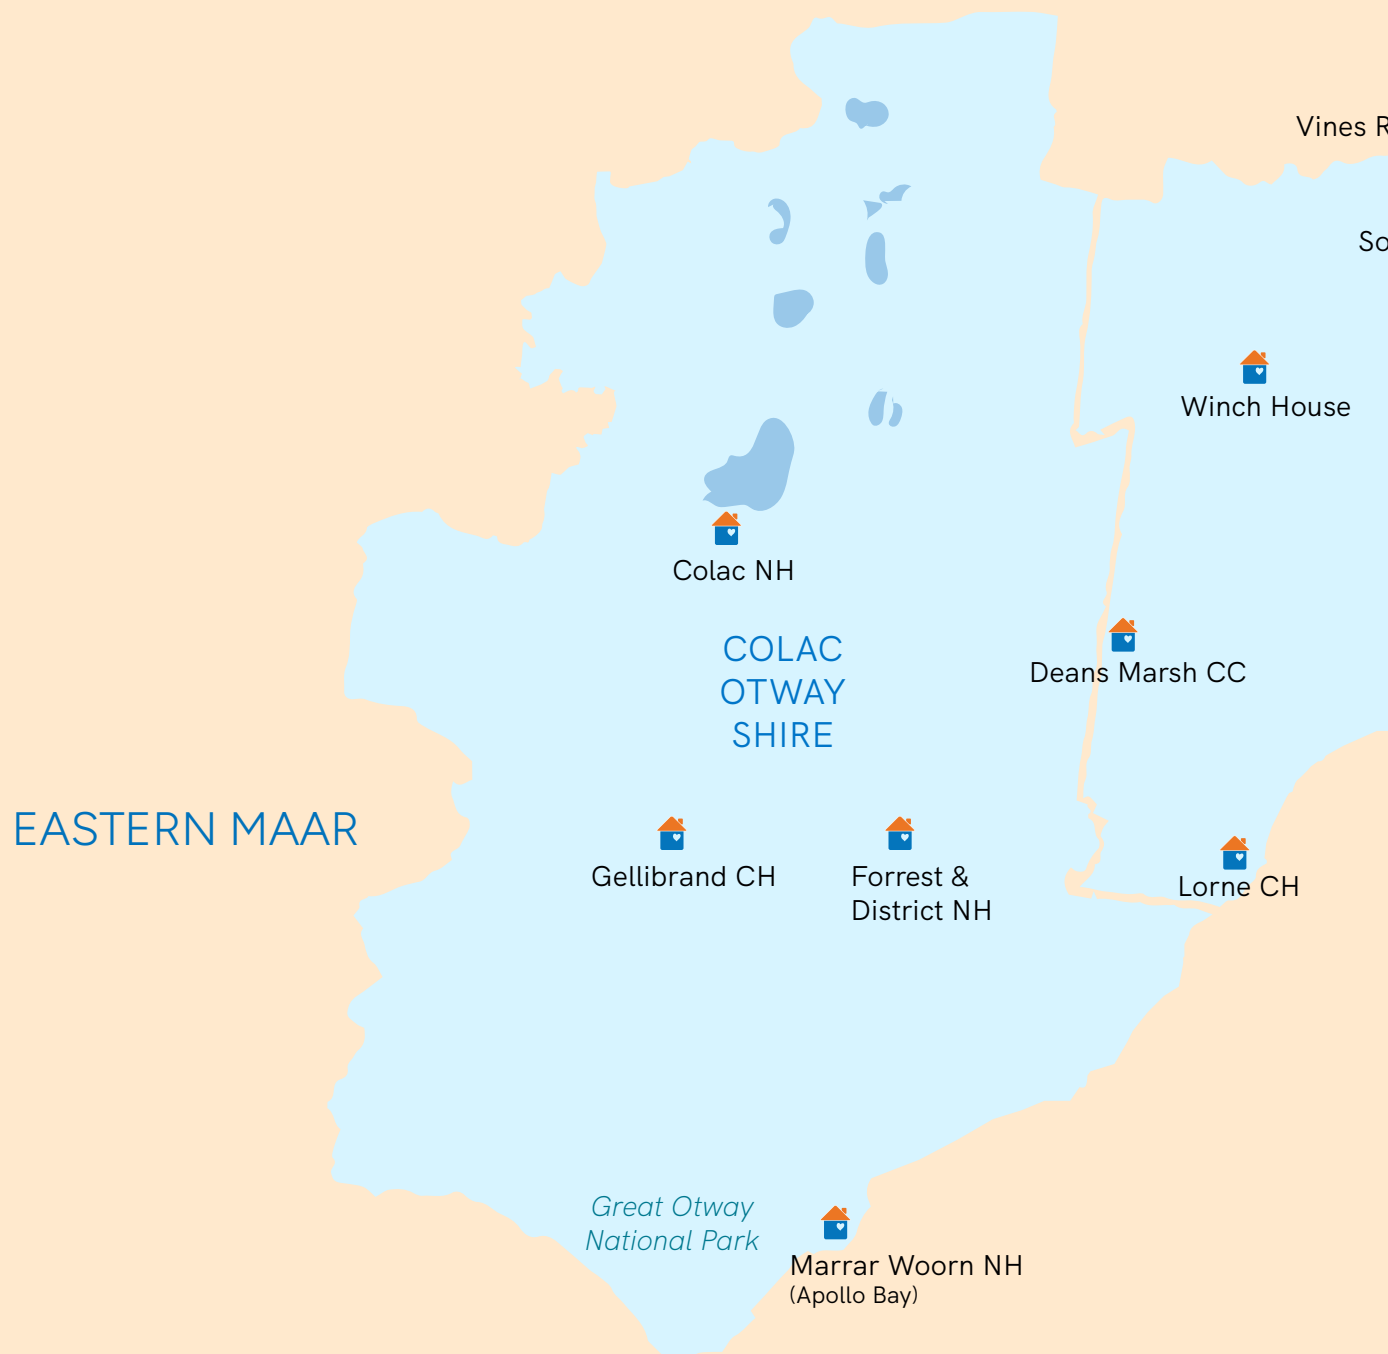 Vines R
So
Winch House
Colac NH
COLAC
OTWAY
SHIRE
Deans Marsh CC
EASTERN MAAR
Gellibrand CH
Forrest &
District NH
Lorne CH
Great Otway
National Park
Marrar Woorn NH
(Apollo Bay)